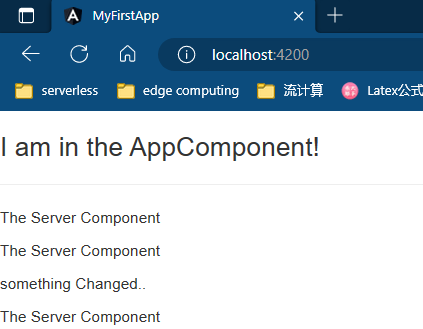 MyFirstApp
localhost:4200
serverless edge computing 流计算 Latex公式
I am in the AppComponent!
The Server Component
The Server Component
something Changed..
The Server Component